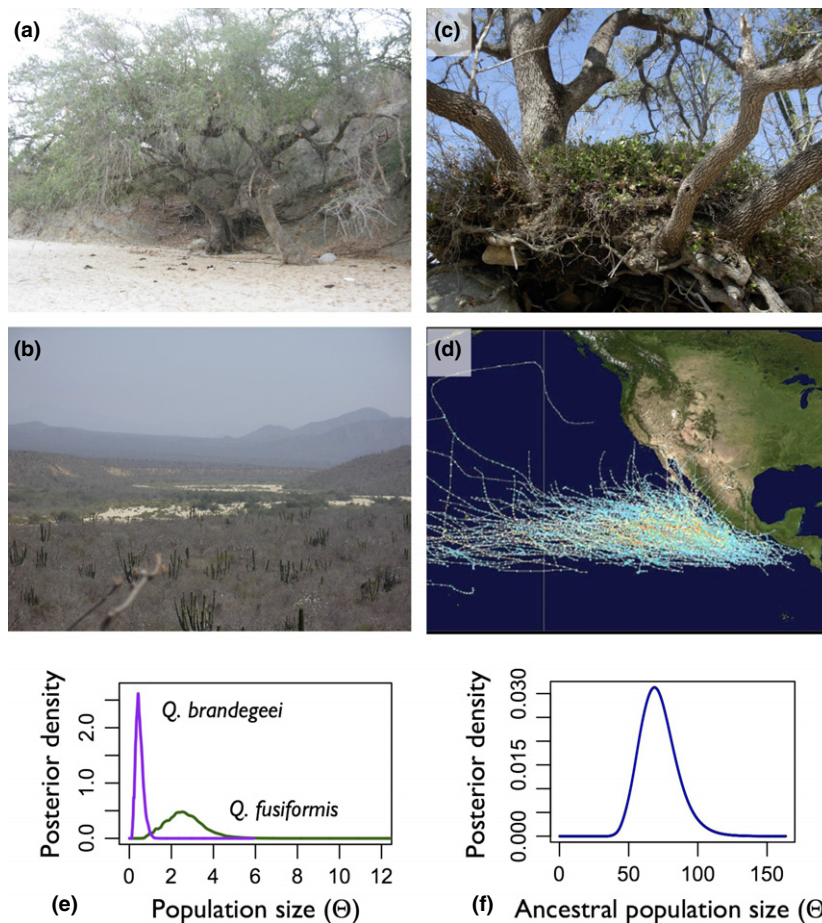 (a)
(c)
(b)
(d)
Posterior density
0.0
1.0
2.0
Q. brandegeei
Q. fusiformis
0 2 4 6 8 10 12
(e)
Population size (Θ)
Posterior density
0.000
0.015
0.030
0 50 100 150
(f)
Ancestral population size (Θ